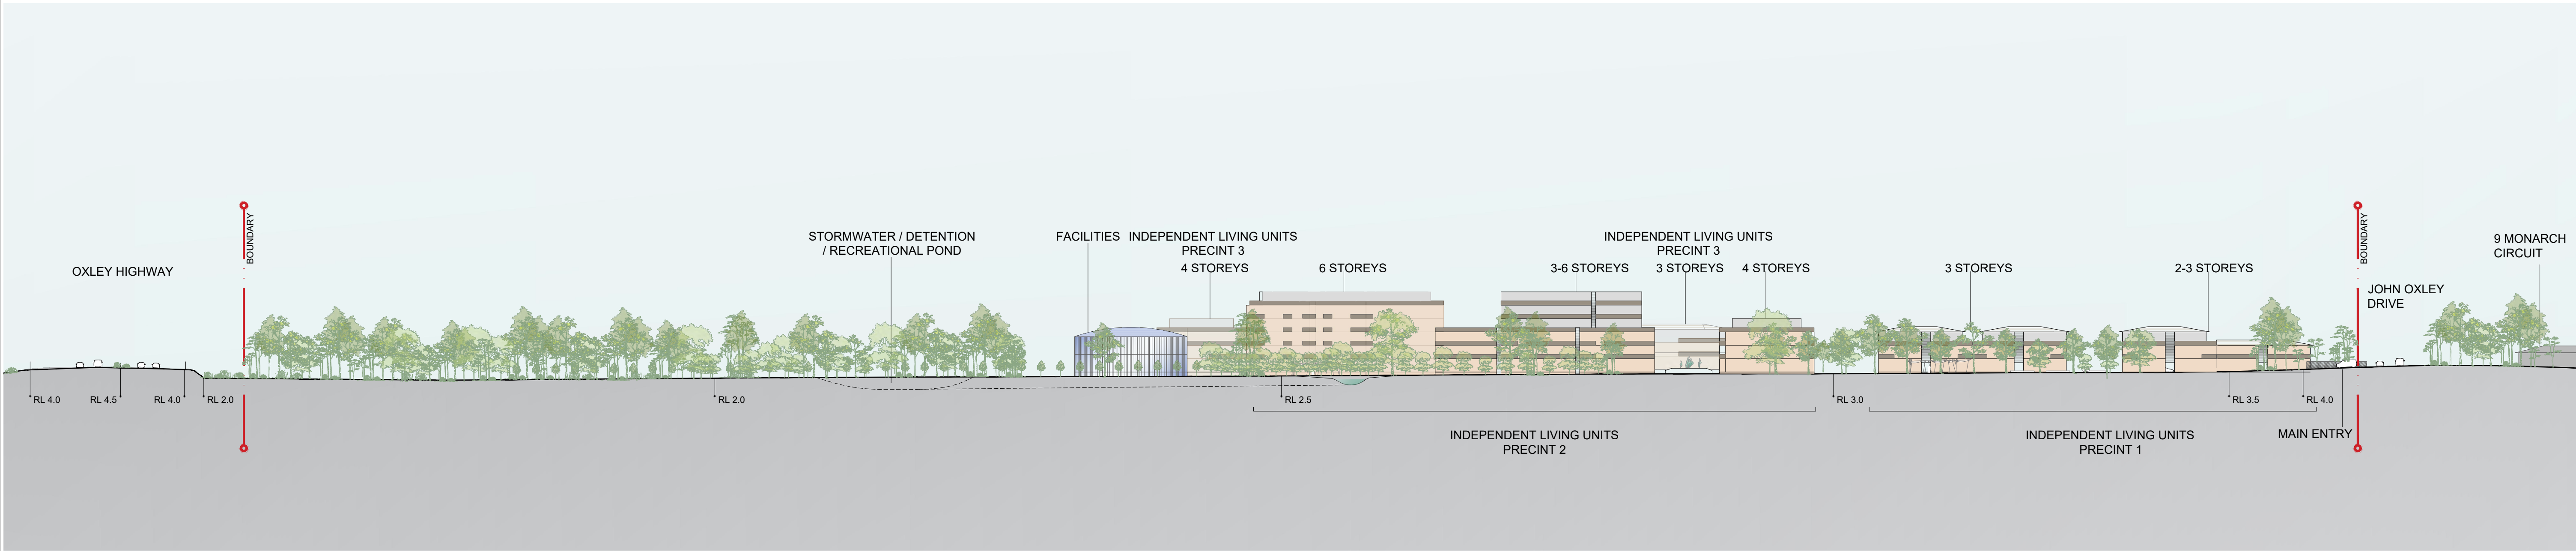 OXLEY HIGHWAY
BOUNDARY
STORMWATER / DETENTION
/ RECREATIONAL POND
FACILITIES
INDEPENDENT LIVING UNITS
PRECINT 3
4 STOREYS
6 STOREYS
3-6 STOREYS
INDEPENDENT LIVING UNITS
PRECINT 3
3 STOREYS
4 STOREYS
3 STOREYS
2-3 STOREYS
BOUNDARY
JOHN OXLEY
DRIVE
9 MONARCH
CIRCUIT
RL 4.0
RL 4.5
RL 4.0
RL 2.0
RL 2.0
RL 2.5
RL 3.0
RL 3.5
RL 4.0
INDEPENDENT LIVING UNITS
PRECINT 2
INDEPENDENT LIVING UNITS
PRECINT 1
MAIN ENTRY